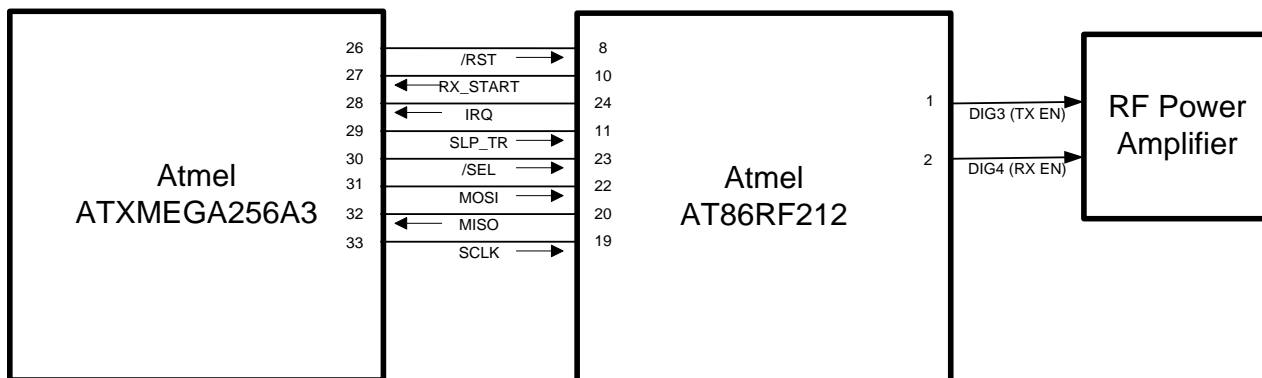 26 /RST 8
27 RX_START 10
28 IRQ 24
29 SLP_TR 11
30 /SEL 23
31 MOSI 22
32 MISO 20
33 SCLK 19
Atmel
ATXMEGA256A3
Atmel
AT86RF212
1 DIG3 (TX EN)
2 DIG4 (RX EN)
RF Power
Amplifier